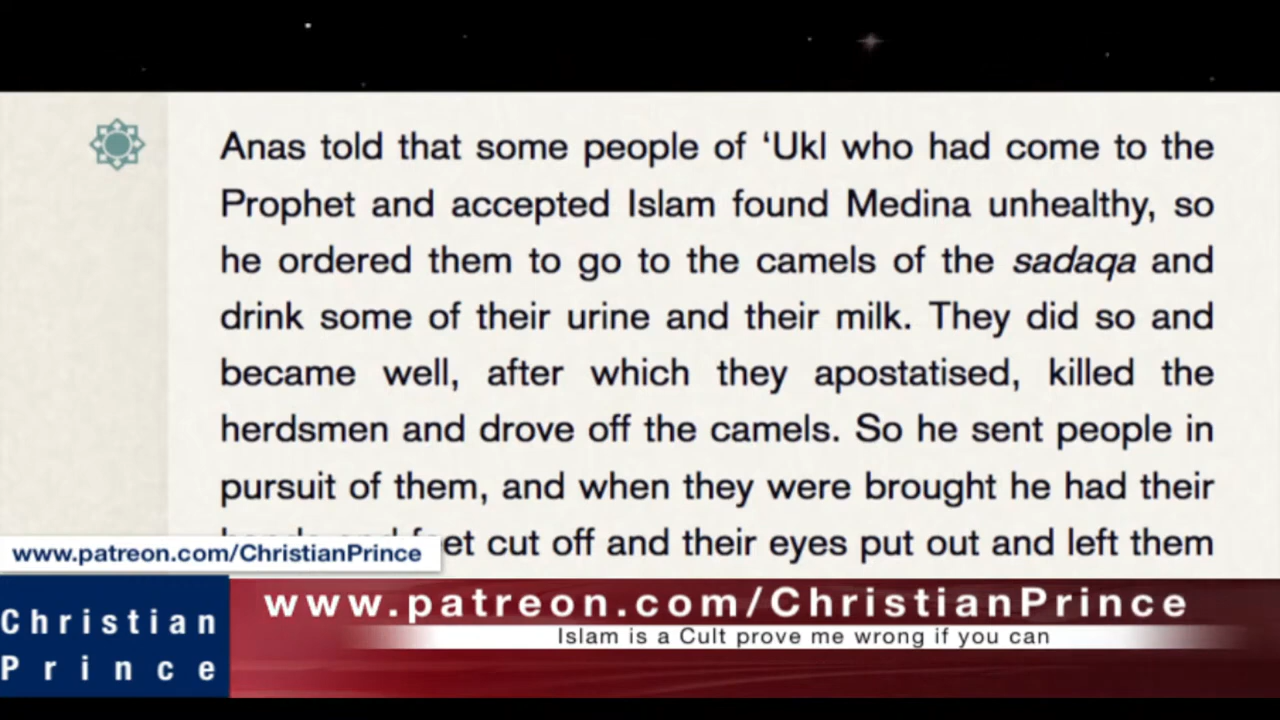 Anas told that some people of ‘Ukl who had come to the
Prophet and accepted Islam found Medina unhealthy, so
he ordered them to go to the camels of the sadaqa and
drink some of their urine and their milk. They did so and
became well, after which they apostatised, killed the
herdsmen and drove off the camels. So he sent people in
pursuit of them, and when they were brought he had their
cut off and their eyes put out and left them
www.patreon.com/ChristianPrince
Christian
Prince
www.patreon.com/ChristianPrince
Islam is a Cult prove me wrong if you can